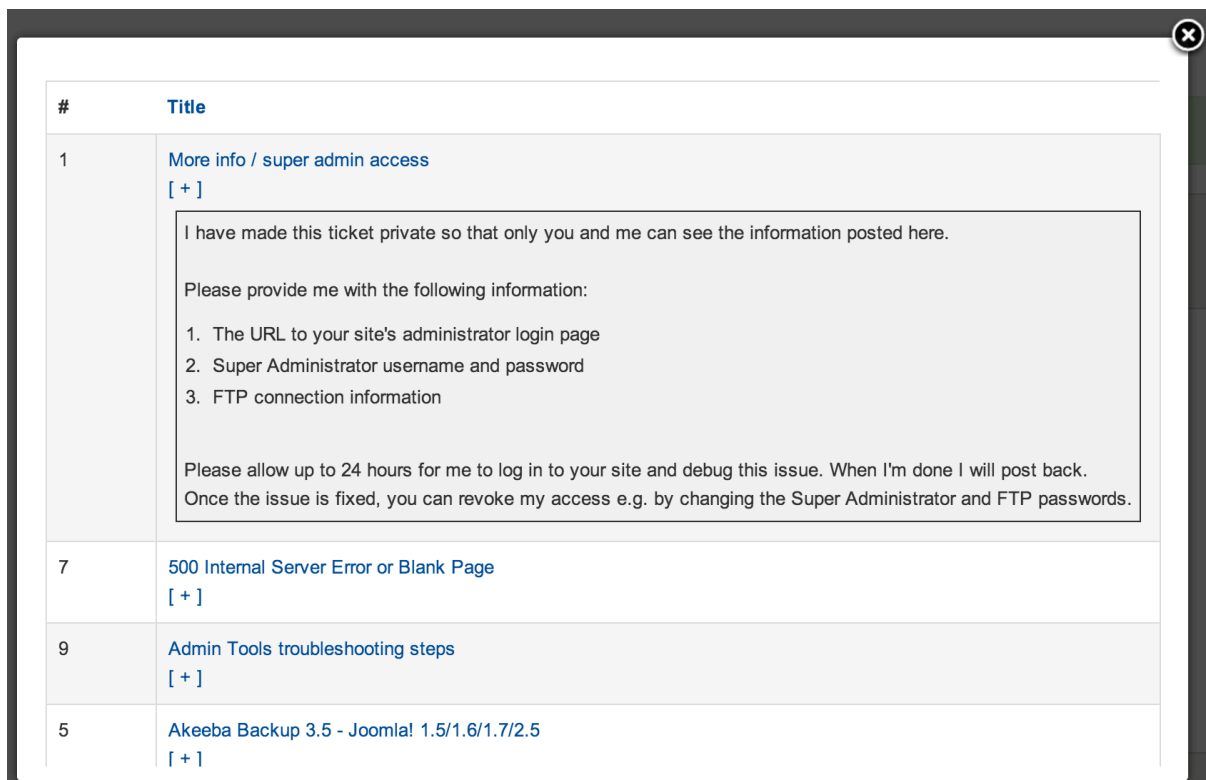 # Title
1 More info / super admin access
[ + ]
I have made this ticket private so that only you and me can see the information posted here.
Please provide me with the following information:
1. The URL to your site's administrator login page
2. Super Administrator username and password
3. FTP connection information
Please allow up to 24 hours for me to log in to your site and debug this issue. When I'm done I will post back.
Once the issue is fixed, you can revoke my access e.g. by changing the Super Administrator and FTP passwords.
7 500 Internal Server Error or Blank Page
[ + ]
9 Admin Tools troubleshooting steps
[ + ]
5 Akeeba Backup 3.5 - Joomla! 1.5/1.6/1.7/2.5
[ + ]